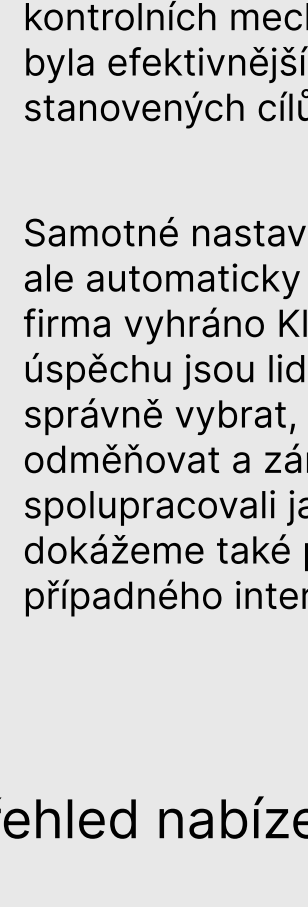 kontrolních mech
byla efektivnější
stanovených cílů
Samotné nastav
ale automaticky
firma vyhráno Kl
úspěchu jsou lid
správně vybrat,
odměňovat a zá
spolupracovali ja
dokážeme také
případného inter
řehled nabíze